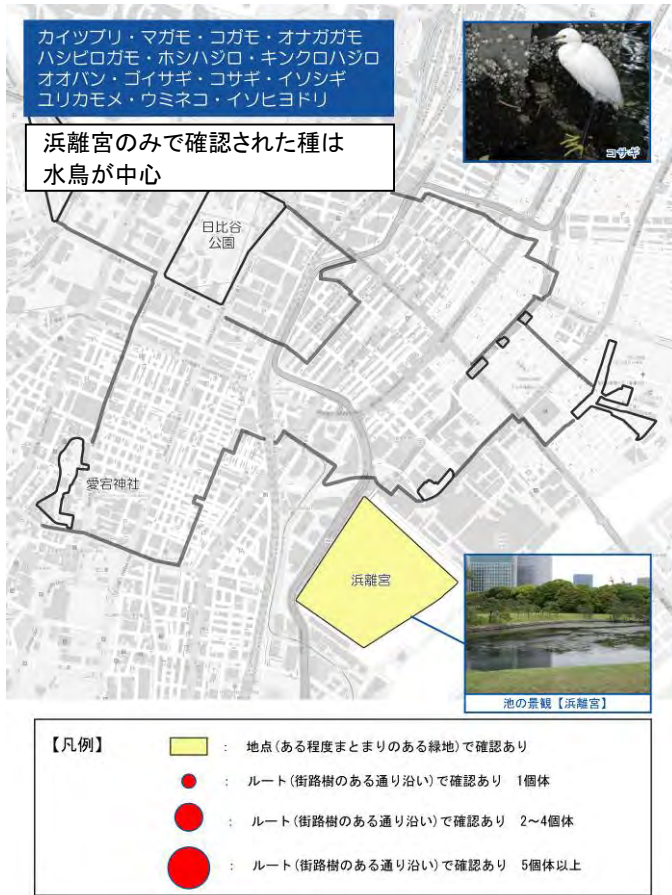 カイツブリ・マガモ・コガモ・オナガガモ
ハシビロガモ・ホシハジロ・キンクロハジロ
オオバン・ゴイサギ・コサギ・イソシギ
ユリカモメ・ウミネコ・イソヒヨドリ
コサギ
浜離宮のみで確認された種は
水鳥が中心
日比谷
公園
愛宕神社
浜離宮
池の景観【浜離宮】
【凡例】
： 地点(ある程度まとまりのある緑地)で確認あり
： ルート(街路樹のある通り沿い)で確認あり 1個体
： ルート(街路樹のある通り沿い)で確認あり 2～4個体
： ルート(街路樹のある通り沿い)で確認あり 5個体以上